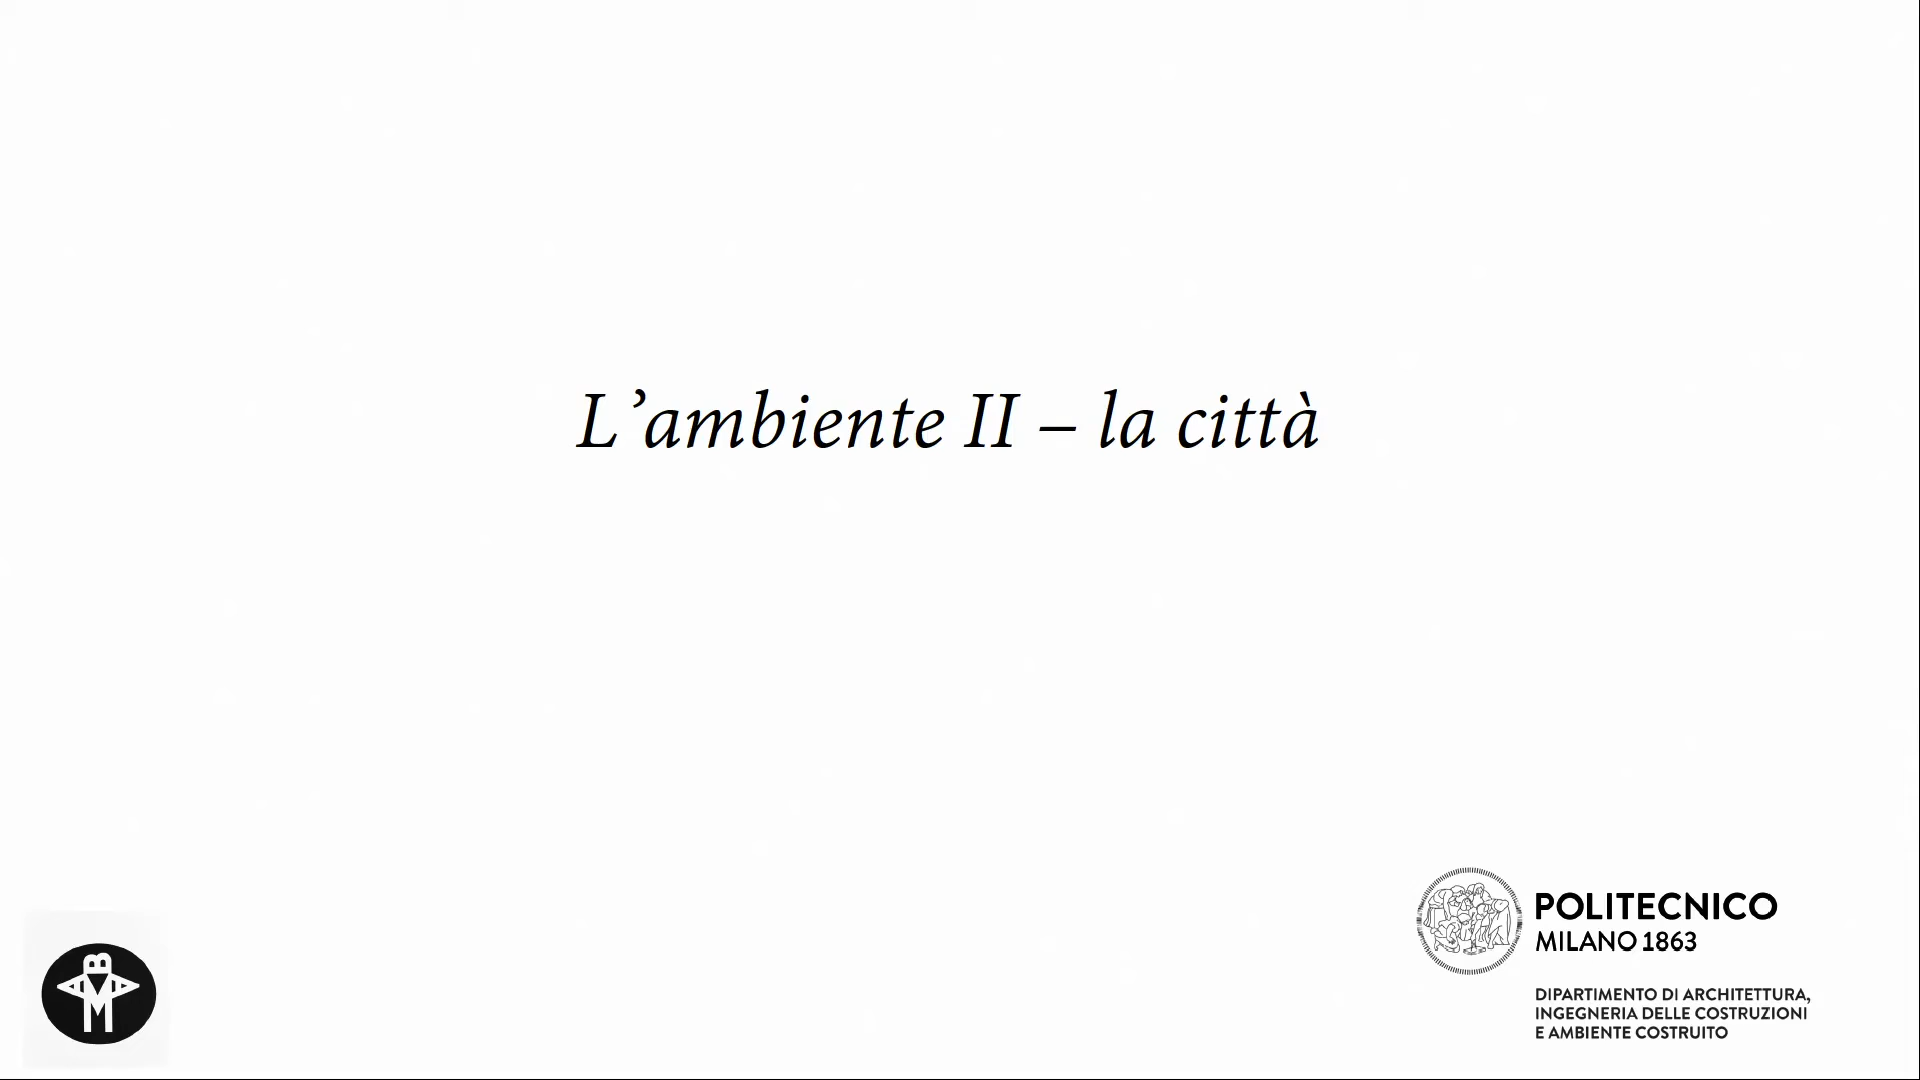 L’ambiente II – la città
POLITECNICO
MILANO 1863
DIPARTIMENTO DI ARCHITETTURA,
INGEGNERIA DELLE COSTRUZIONI
E AMBIENTE COSTRUITO